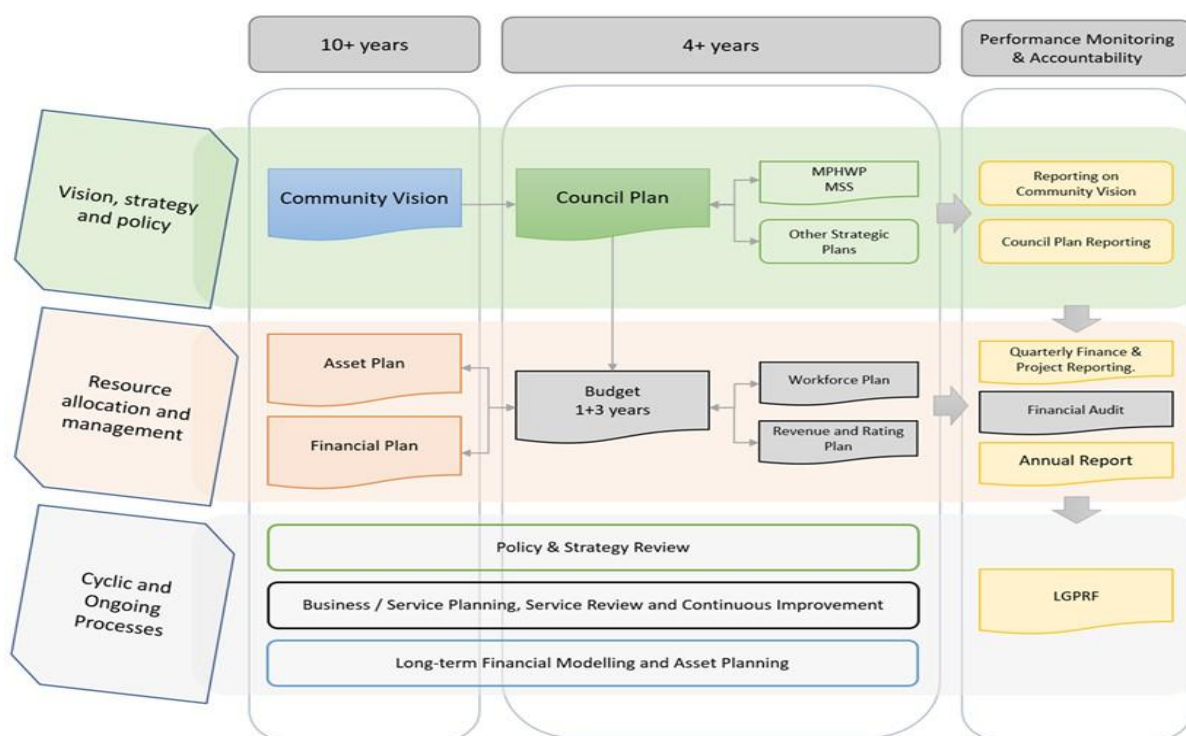 10+ years
4+ years
Performance Monitoring
& Accountability
Vision, strategy
and policy
Community Vision
Council Plan
MPHWP
MSS
Other Strategic
Plans
Reporting on
Community Vision
Council Plan Reporting
Resource
allocation and
management
Asset Plan
Financial Plan
Budget
1+3 years
Workforce Plan
Revenue and Rating
Plan
Quarterly Finance &
Project Reporting.
Financial Audit
Annual Report
Cyclic and
Ongoing
Processes
Policy & Strategy Review
Business / Service Planning, Service Review and Continuous Improvement
Long-term Financial Modelling and Asset Planning
LGPRF